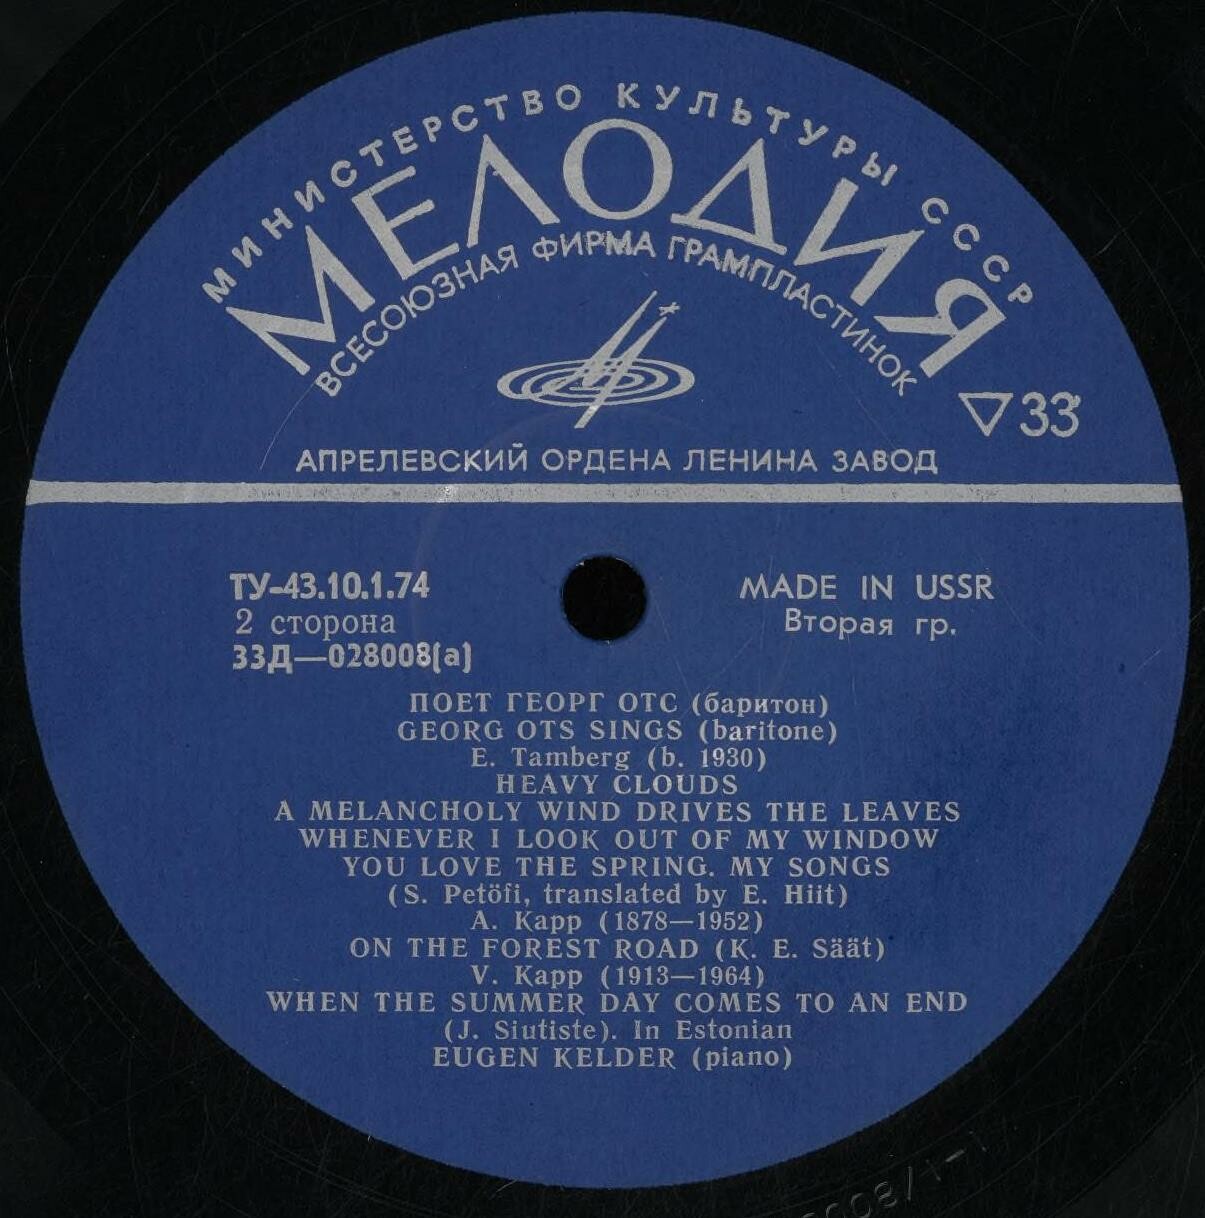 МИНИСТЕРСТВО КУЛЬТУРЫ СССР
МЕЛОДИЯ
ВСЕСОЮЗНАЯ ФИРМА ГРАМПЛАСТИНОК
33
АПРЕЛЕВСКИЙ ОРДЕНА ЛЕНИНА ЗАВОД
ТУ-43.10.1.74
2 сторона
33Д—028008(а)
MADE IN USSR
Вторая гр.
ПОЕТ ГЕОРГ ОТС (баритон)
GEORG OTS SINGS (baritone)
E. Tamberg (b. 1930)
HEAVY CLOUDS
A MELANCHOLY WIND DRIVES THE LEAVES
WHENEVER I LOOK OUT OF MY WINDOW
YOU LOVE THE SPRING. MY SONGS
(S. Petöfi, translated by E. Hiit)
A. Kapp (1878—1952)
ON THE FOREST ROAD (K. E. Säät)
V. Kapp (1913—1964)
WHEN THE SUMMER DAY COMES TO AN END
(J. Siutiste). In Estonian
EUGEN KELDER (piano)